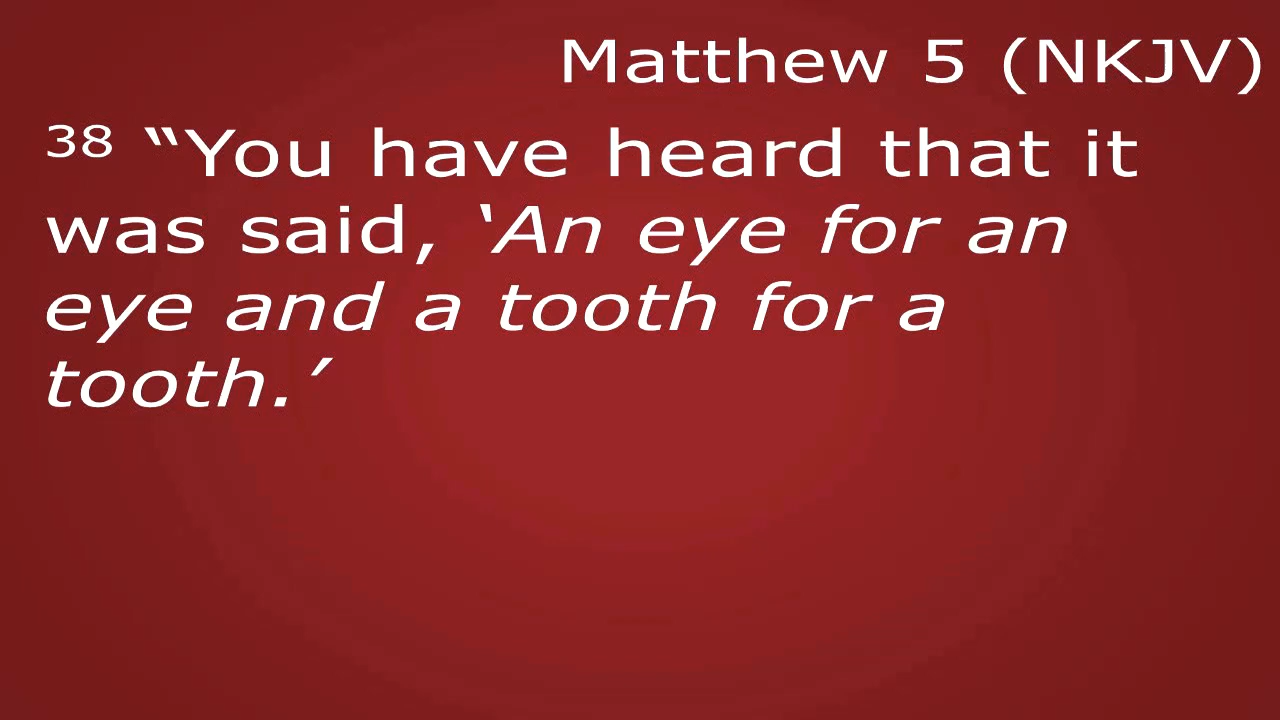 Matthew 5 (NKJV)
38 “You have heard that it
was said, ‘An eye for an
eye and a tooth for a
tooth.’